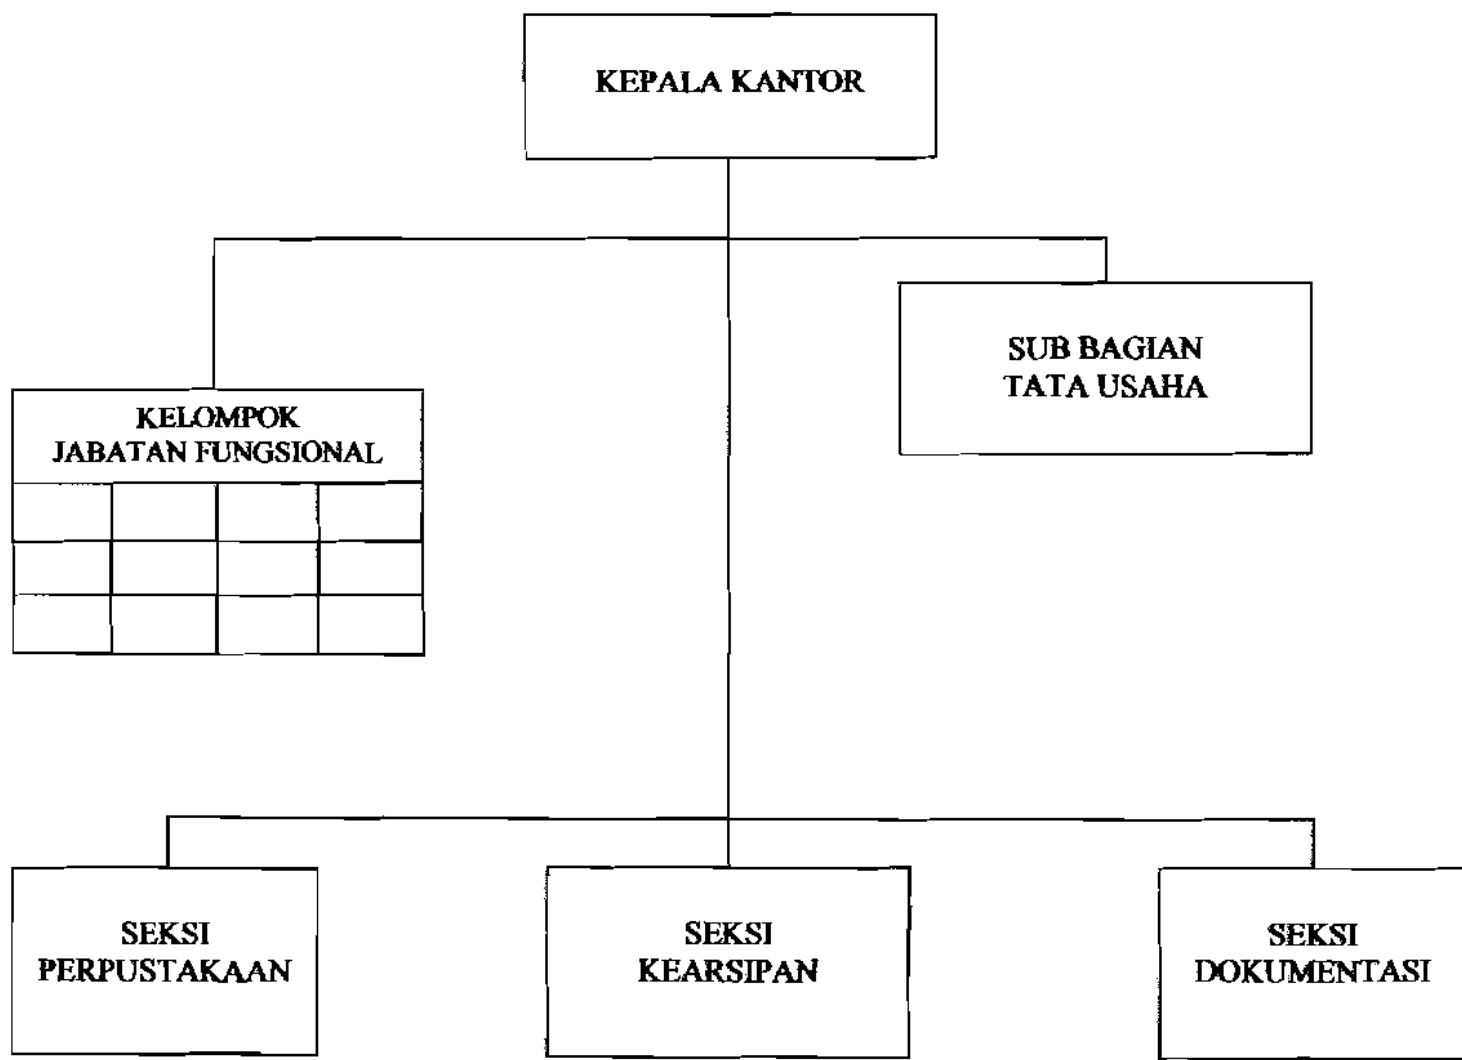 KEPALA KANTOR
SUB BAGIAN
TATA USAHA
KELOMPOK
JABATAN FUNGSIONAL
SEKSI
PERPUSTAKAAN
SEKSI
KEARSIPAN
SEKSI
DOKUMENTASI